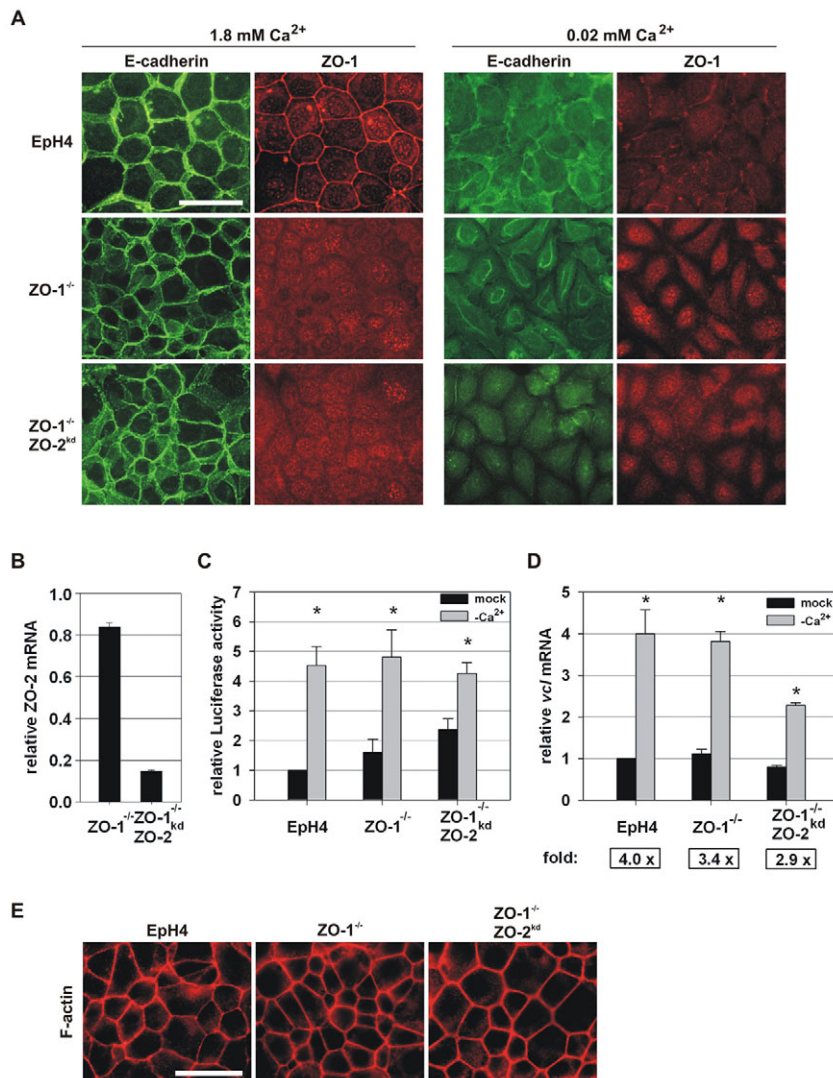 A
1.8 mM Ca²⁺
0.02 mM Ca²⁺
E-cadherin
ZO-1
E-cadherin
ZO-1
EpH4
ZO-1⁻/⁻
ZO-1⁻/⁻
ZO-2ᵏᵈ
B
relative ZO-2 mRNA
1.0
0.8
0.6
0.4
0.2
0.0
ZO-1⁻/⁻
ZO-1⁻/⁻
ZO-2ᵏᵈ
C
relative Luciferase activity
7
6
5
4
3
2
1
0
mock
-Ca²⁺
*
*
*
EpH4
ZO-1⁻/⁻
ZO-1⁻/⁻
ZO-2ᵏᵈ
D
relative vcl mRNA
5
4
3
2
1
0
mock
-Ca²⁺
*
*
*
EpH4
ZO-1⁻/⁻
ZO-1⁻/⁻
ZO-2ᵏᵈ
fold:
4.0 x
3.4 x
2.9 x
E
EpH4
ZO-1⁻/⁻
ZO-1⁻/⁻
ZO-2ᵏᵈ
F-actin